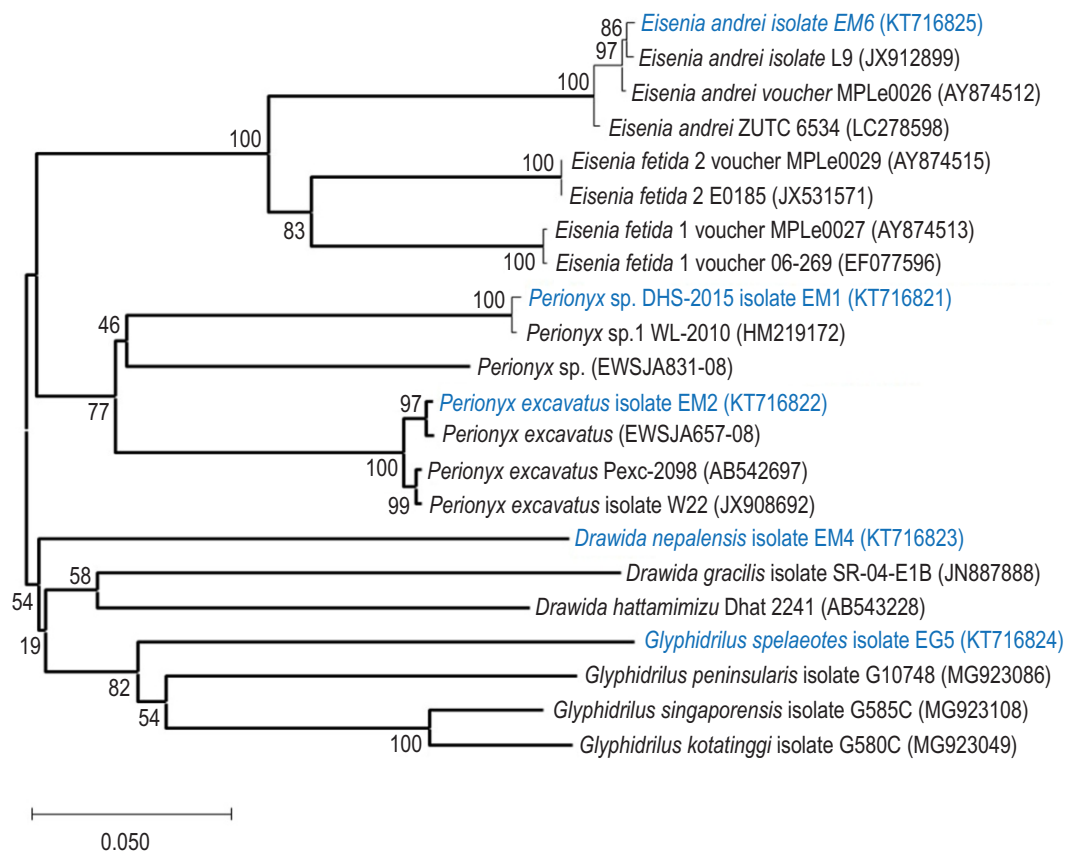 86
Eisenia andrei isolate EM6 (KT716825)
97
Eisenia andrei isolate L9 (JX912899)
100
Eisenia andrei voucher MPLe0026 (AY874512)
Eisenia andrei ZUTC 6534 (LC278598)
100
100
Eisenia fetida 2 voucher MPLe0029 (AY874515)
Eisenia fetida 2 E0185 (JX531571)
83
Eisenia fetida 1 voucher MPLe0027 (AY874513)
100
Eisenia fetida 1 voucher 06-269 (EF077596)
100
Perionyx sp. DHS-2015 isolate EM1 (KT716821)
46
Perionyx sp.1 WL-2010 (HM219172)
Perionyx sp. (EWSJA831-08)
77
97
Perionyx excavatus isolate EM2 (KT716822)
Perionyx excavatus (EWSJA657-08)
100
Perionyx excavatus Pexc-2098 (AB542697)
99
Perionyx excavatus isolate W22 (JX908692)
Drawida nepalensis isolate EM4 (KT716823)
58
Drawida gracilis isolate SR-04-E1B (JN887888)
54
Drawida hattamimizu Dhat 2241 (AB543228)
19
Glyphidrilus spelaeotes isolate EG5 (KT716824)
82
Glyphidrilus peninsularis isolate G10748 (MG923086)
54
Glyphidrilus singaporensis isolate G585C (MG923108)
100
Glyphidrilus kotatinggi isolate G580C (MG923049)
0.050